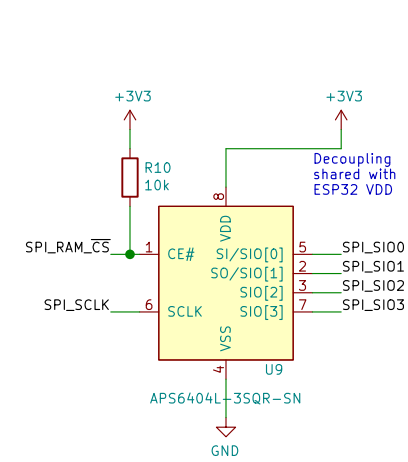 +3V3
+3V3
Decoupling
shared with
ESP32 VDD
R10
10k
8
VDD
SPI_RAM_CS
1
CE#
SI/SIO[0]
5
SPI_SIO0
SO/SIO[1]
2
SPI_SIO1
SIO[2]
3
SPI_SIO2
SPI_SCLK
6
SCLK
SIO[3]
7
SPI_SIO3
VSS
4
U9
APS6404L-3SQR-SN
GND